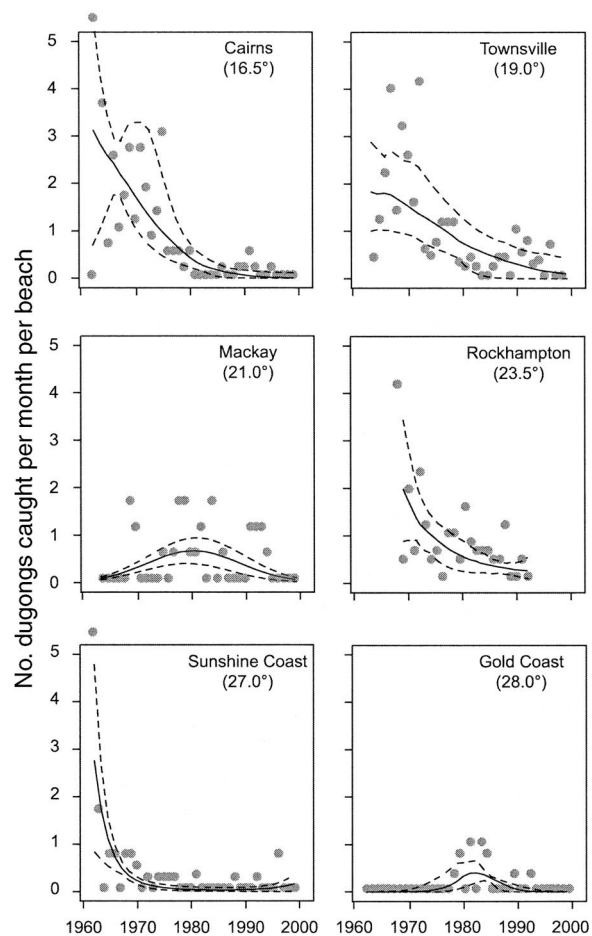 No. dugongs caught per month per beach
Cairns
(16.5°)
5
4
3
2
1
0
Townsville
(19.0°)
Mackay
(21.0°)
5
4
3
2
1
0
Rockhampton
(23.5°)
Sunshine Coast
(27.0°)
5
4
3
2
1
0
Gold Coast
(28.0°)
1960 1970 1980 1990 2000
1960 1970 1980 1990 2000